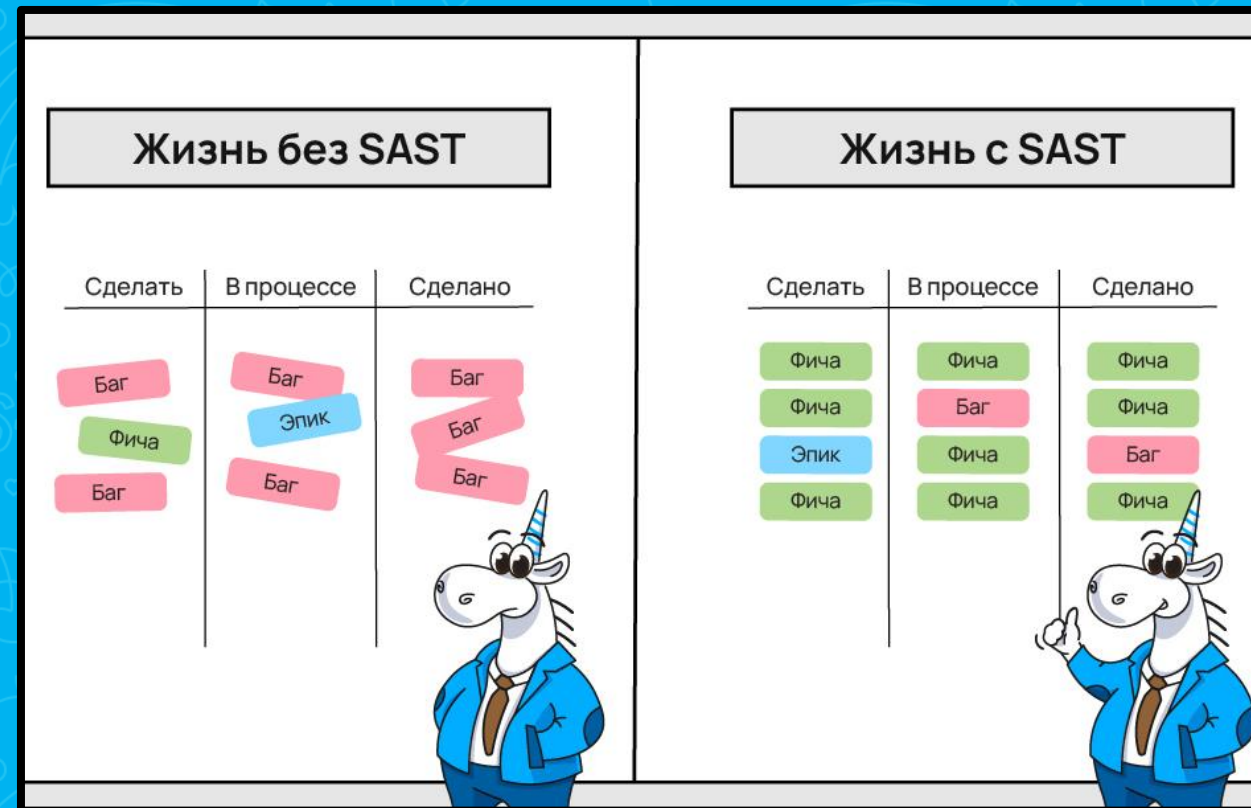 Жизнь без SAST
Сделать В процессе Сделано
Баг Баг Баг
Фича Эпик Баг
Баг Баг Баг
Жизнь с SAST
Сделать В процессе Сделано
Фича Фича Фича
Фича Баг Фича
Эпик Фича Баг
Фича Фича Фича